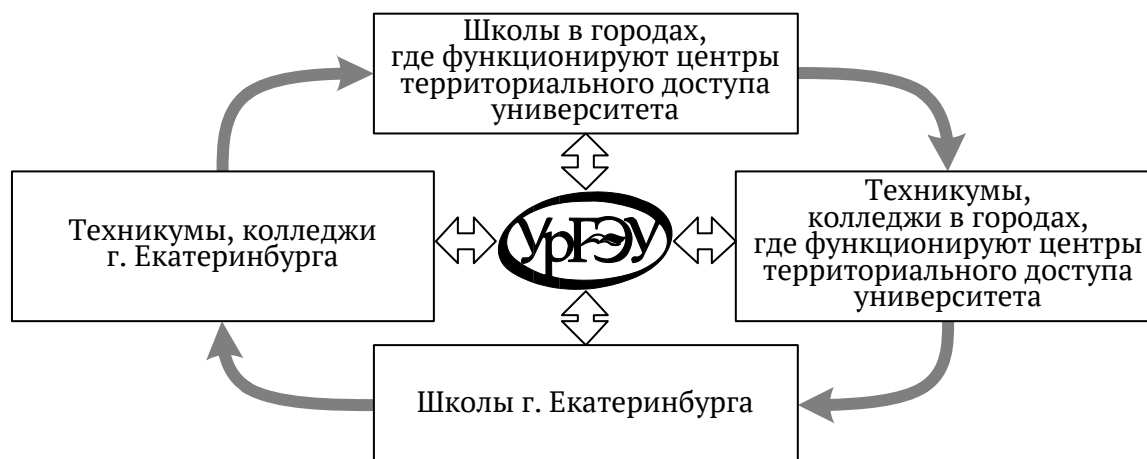 Школы в городах,
где функционируют центры
территориального доступа
университета
Техникумы, колледжи
г. Екатеринбурга
УрГЭУ
Техникумы,
колледжи в городах,
где функционируют центры
территориального доступа
университета
Школы г. Екатеринбурга